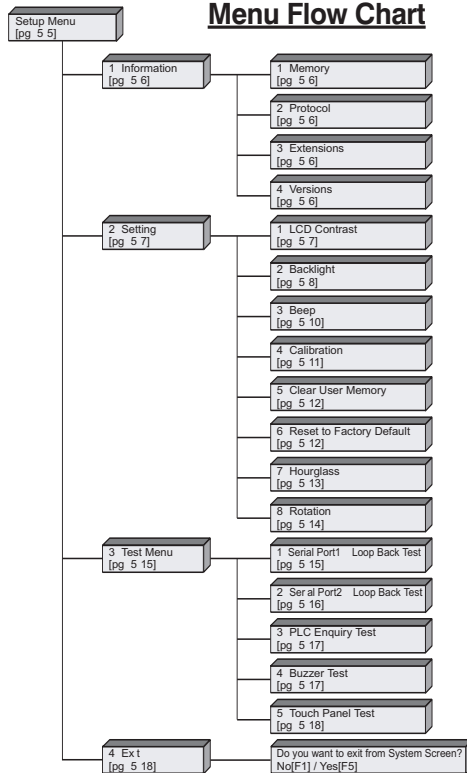 Menu Flow Chart
Setup Menu
[pg 5 5]
1 Information
[pg 5 6]
1 Memory
[pg 5 6]
2 Protocol
[pg 5 6]
3 Extensions
[pg 5 6]
4 Versions
[pg 5 6]
2 Setting
[pg 5 7]
1 LCD Contrast
[pg 5 7]
2 Backlight
[pg 5 8]
3 Beep
[pg 5 10]
4 Calibration
[pg 5 11]
5 Clear User Memory
[pg 5 12]
6 Reset to Factory Default
[pg 5 12]
7 Hourglass
[pg 5 13]
8 Rotation
[pg 5 14]
3 Test Menu
[pg 5 15]
1 Serial Port1 Loop Back Test
[pg 5 15]
2 Ser al Port2 Loop Back Test
[pg 5 16]
3 PLC Enquiry Test
[pg 5 17]
4 Buzzer Test
[pg 5 17]
5 Touch Panel Test
[pg 5 18]
4 Ex t
[pg 5 18]
Do you want to exit from System Screen?
No[F1] / Yes[F5]